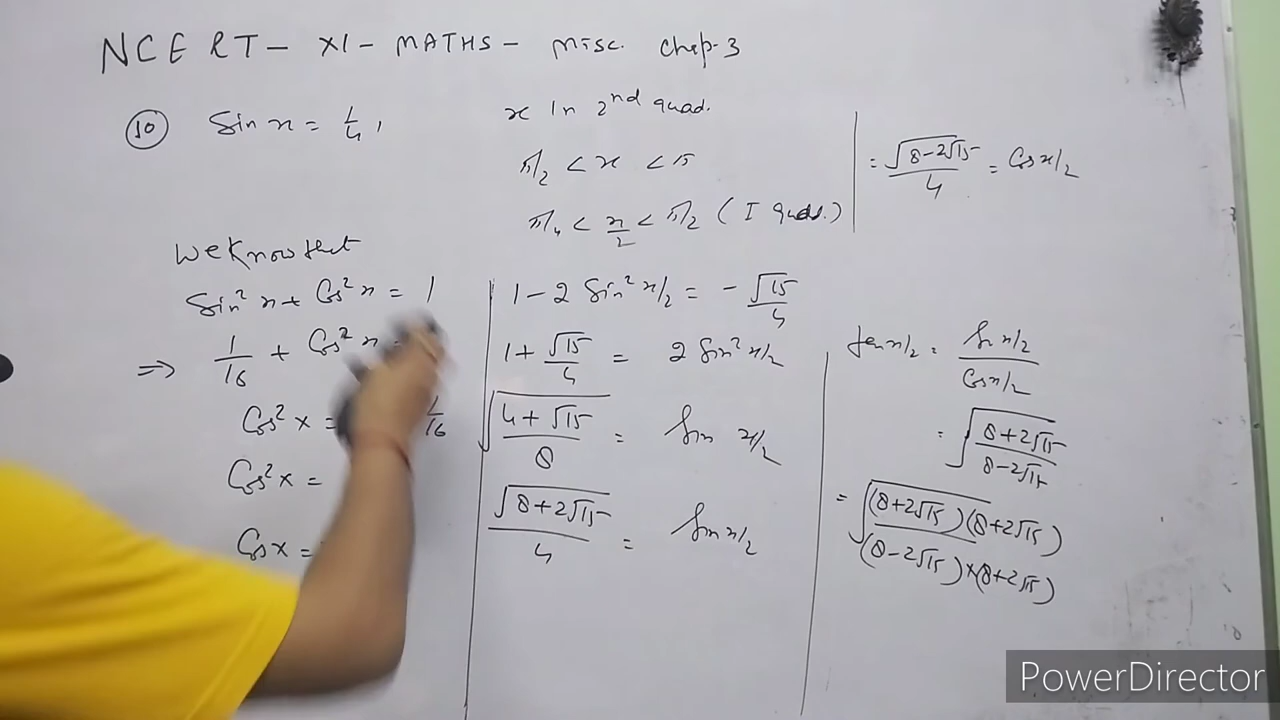 NCERT - XI - MATHS - Misc. Chap-3
(10) Sin x = 1/4,
x in 2nd quad.
π/2 < x < π
π/4 < x/2 < π/2 (I quad.)
We know that
Sin² x + Cos² x = 1
⇒ 1/16 + Cos² x
Cos² x = 1/16
Cos² x =
Cos x =
1 - 2 Sin² x/2 = - √15/4
1 + √15/4 = 2 Sin² x/2
√((4 + √15)/8) = Sin x/2
√(8 + 2√15)/4 = Sin x/2
= √(8 - 2√15)/4 = Cos x/2
tan x/2 = Sin x/2 / Cos x/2
= √((8 + 2√15)/(8 - 2√15))
= √((8 + 2√15)(8 + 2√15)/((8 - 2√15) × (8 + 2√15)))
PowerDirector